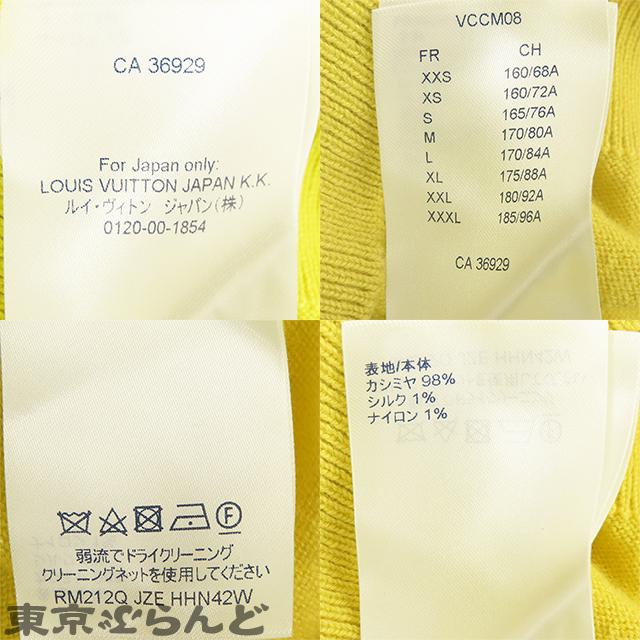 CA 36929
For Japan only:
LOUIS VUITTON JAPAN K.K.
ルイ・ヴィトン ジャパン(株)
0120-00-1854
VCCM08
FR CH
XXS 160/68A
XS 160/72A
S 165/76A
M 170/80A
L 170/84A
XL 175/88A
XXL 180/92A
XXXL 185/96A
CA 36929
F
弱流でドライクリーニング
クリーニングネットを使用してください
RM212Q JZE HHN42W
表地/本体
カシミヤ 98%
シルク 1%
ナイロン 1%
東京ぶらんど